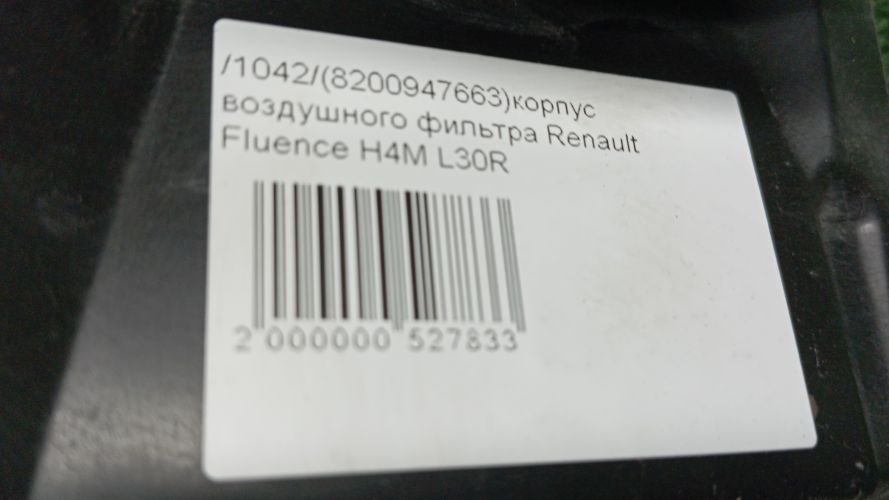 /1042/(8200947663)корпус
воздушного фильтра Renault
Fluence H4M L30R
2 000000 527833